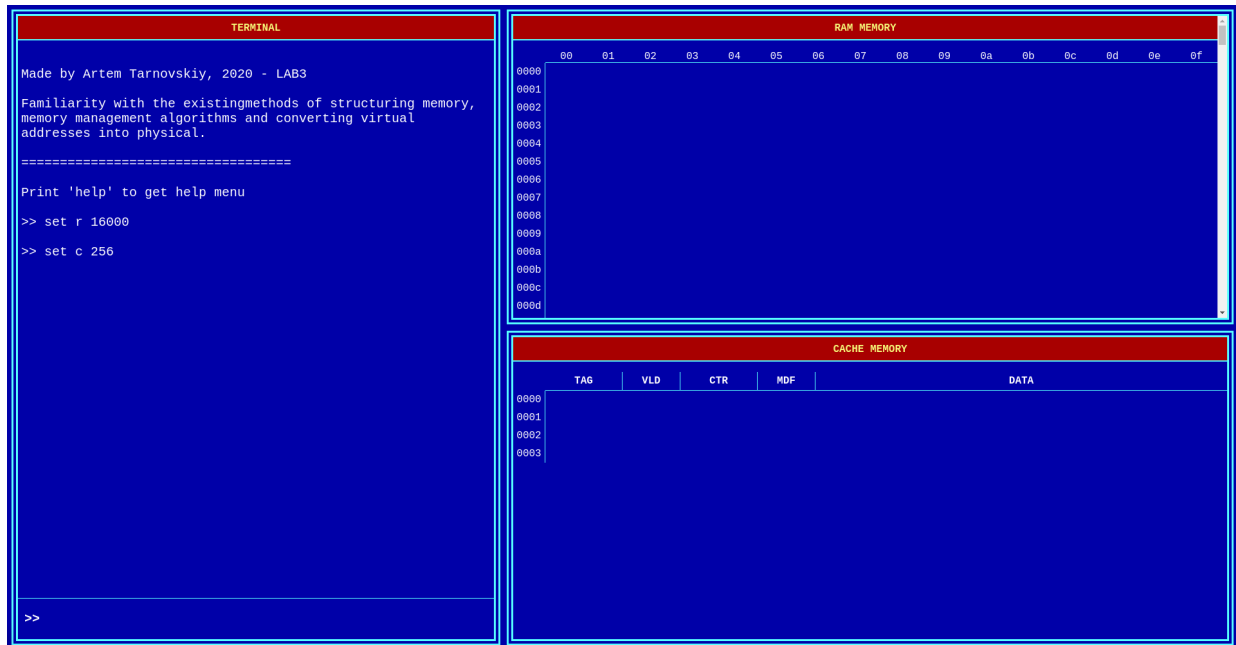 TERMINAL
Made by Artem Tarnovskiy, 2020 - LAB3
Familiarity with the existingmethods of structuring memory,
memory management algorithms and converting virtual
addresses into physical.
===================================
Print 'help' to get help menu
>> set r 16000
>> set c 256
>>
RAM MEMORY
00 01 02 03 04 05 06 07 08 09 0a 0b 0c 0d 0e 0f
0000
0001
0002
0003
0004
0005
0006
0007
0008
0009
000a
000b
000c
000d
CACHE MEMORY
TAG VLD CTR MDF DATA
0000
0001
0002
0003